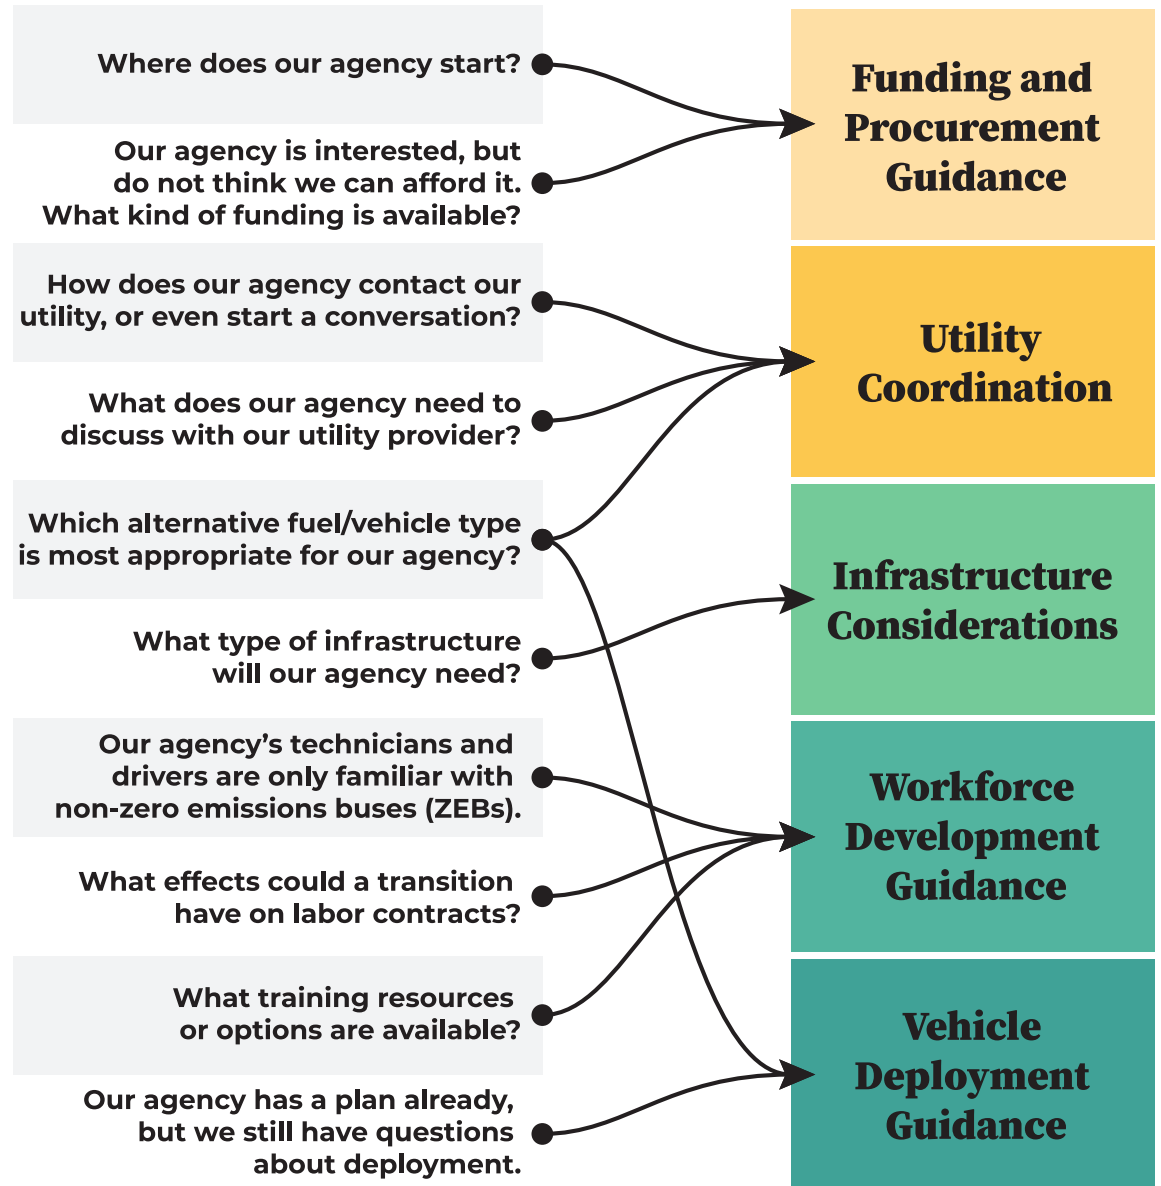 Where does our agency start?
Our agency is interested, but
do not think we can afford it.
What kind of funding is available?
How does our agency contact our
utility, or even start a conversation?
What does our agency need to
discuss with our utility provider?
Which alternative fuel/vehicle type
is most appropriate for our agency?
What type of infrastructure
will our agency need?
Our agency’s technicians and
drivers are only familiar with
non-zero emissions buses (ZEBs).
What effects could a transition
have on labor contracts?
What training resources
or options are available?
Our agency has a plan already,
but we still have questions
about deployment.
Funding and
Procurement
Guidance
Utility
Coordination
Infrastructure
Considerations
Workforce
Development
Guidance
Vehicle
Deployment
Guidance